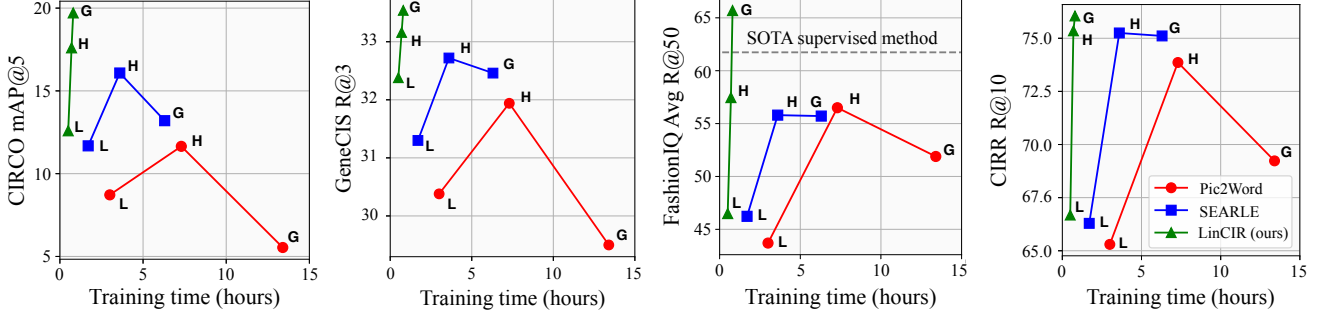 CIRCO mAP@5
20
15
10
5
G
H
L
H
G
L
H
L
G
0 5 10 15
Training time (hours)
GeneCIS R@3
33
32
31
30
G
H
L
H
G
L
H
L
G
0 5 10 15
Training time (hours)
FashionIQ Avg R@50
65
60
55
50
45
G
SOTA supervised method
H
H G H
G
L L
L
0 5 10 15
Training time (hours)
CIRR R@10
75.0
72.5
70.0
67.6
65.0
G
H
H
G
H
G
L
L
L
Pic2Word
SEARLE
LinCIR (ours)
0 5 10 15
Training time (hours)